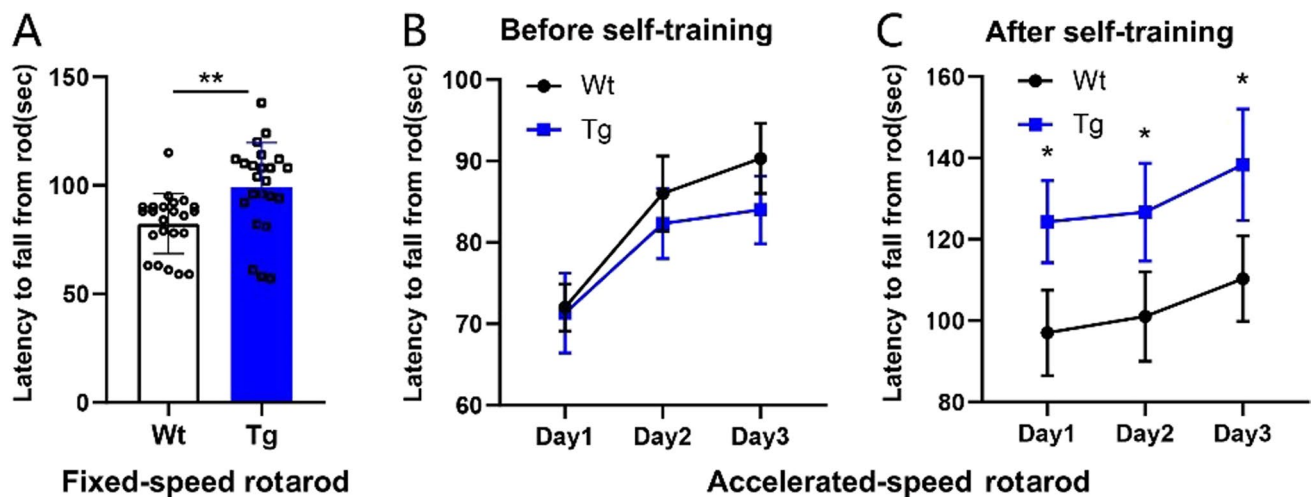 A
Latency to fall from rod(sec)
150
100
50
0
**
Wt
Tg
Fixed-speed rotarod
B
Before self-training
Latency to fall from rod(sec)
100
90
80
70
60
Wt
Tg
Day1
Day2
Day3
C
After self-training
Latency to fall from rod(sec)
160
140
120
100
80
Wt
Tg
*
*
*
Day1
Day2
Day3
Accelerated-speed rotarod